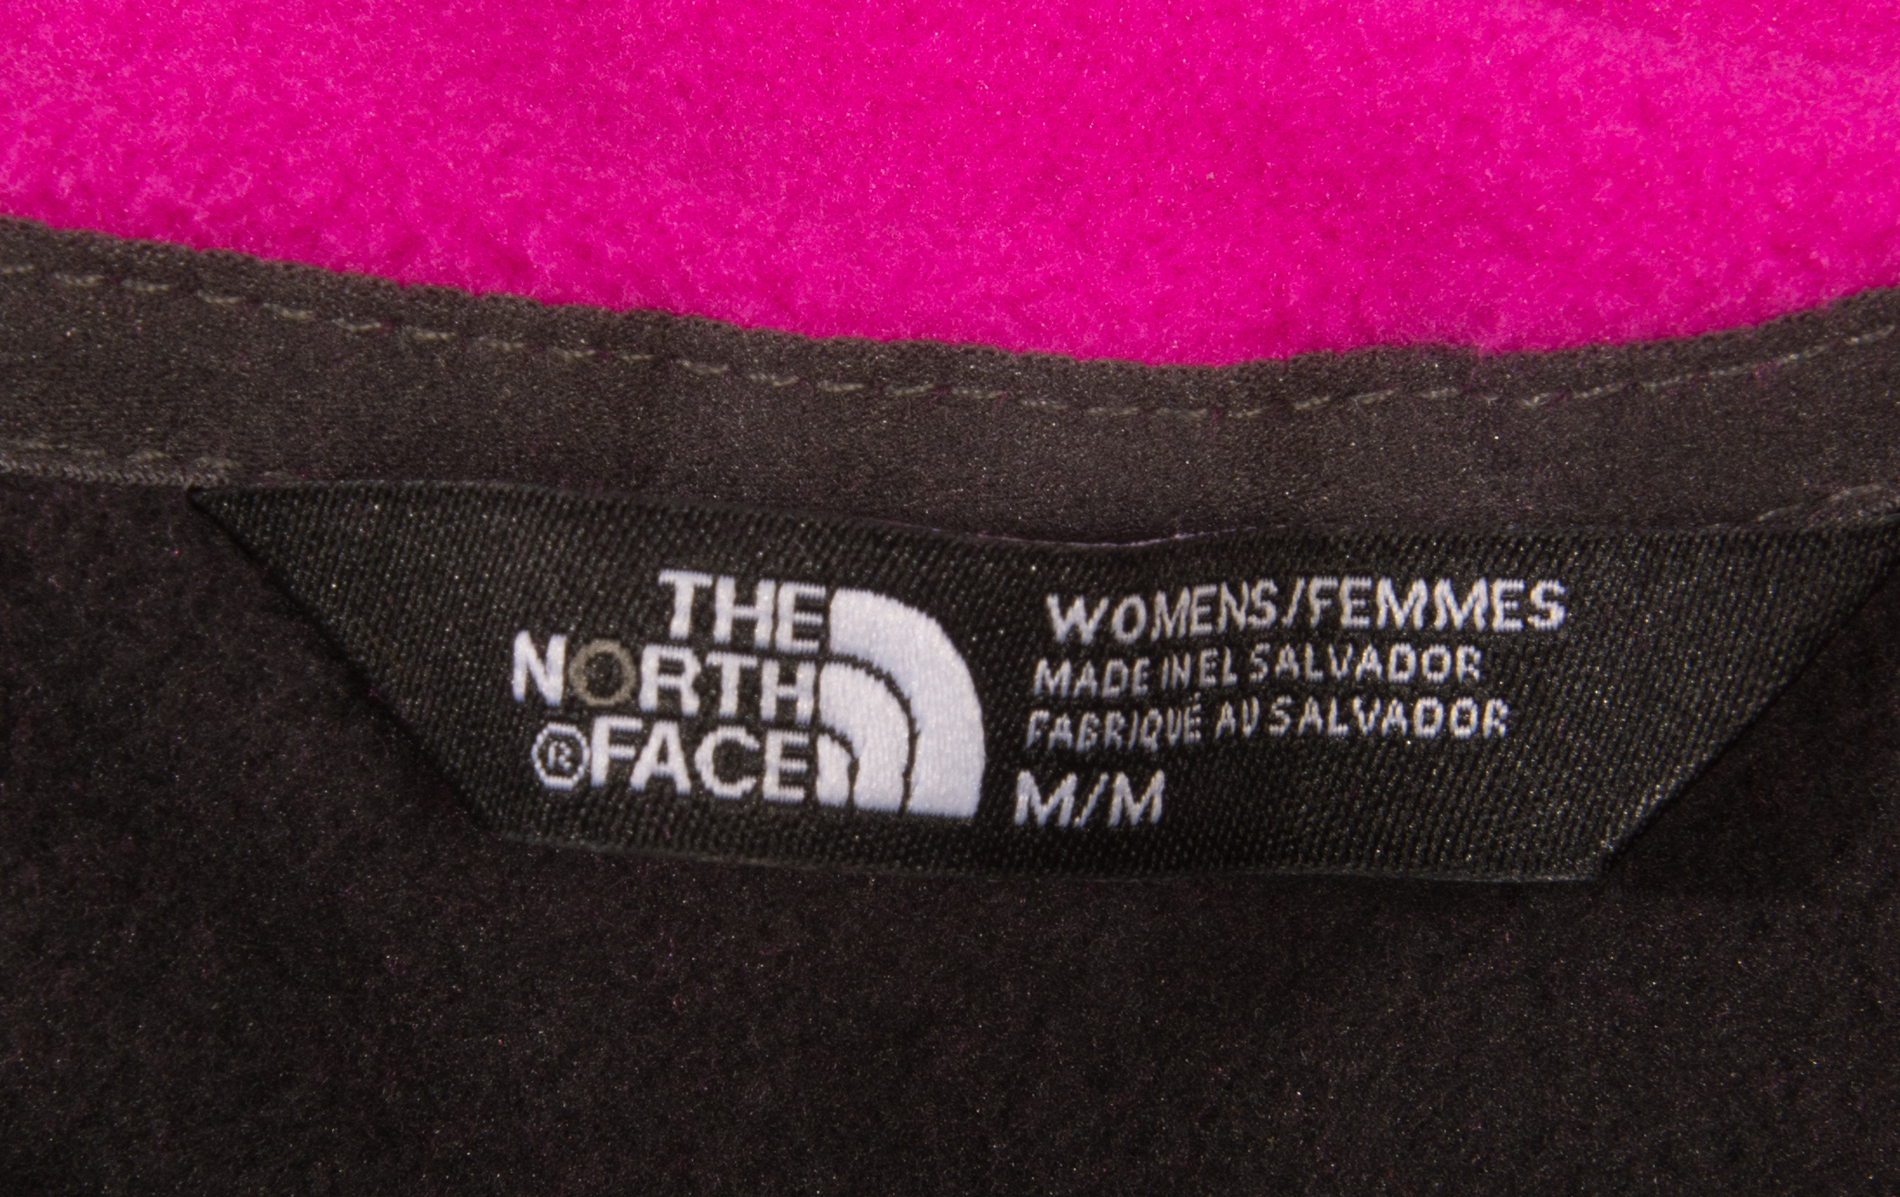 THE
NORTH
®FACE
WOMENS/FEMMES
MADE IN EL SALVADOR
FABRIQUÉ AU SALVADOR
M/M